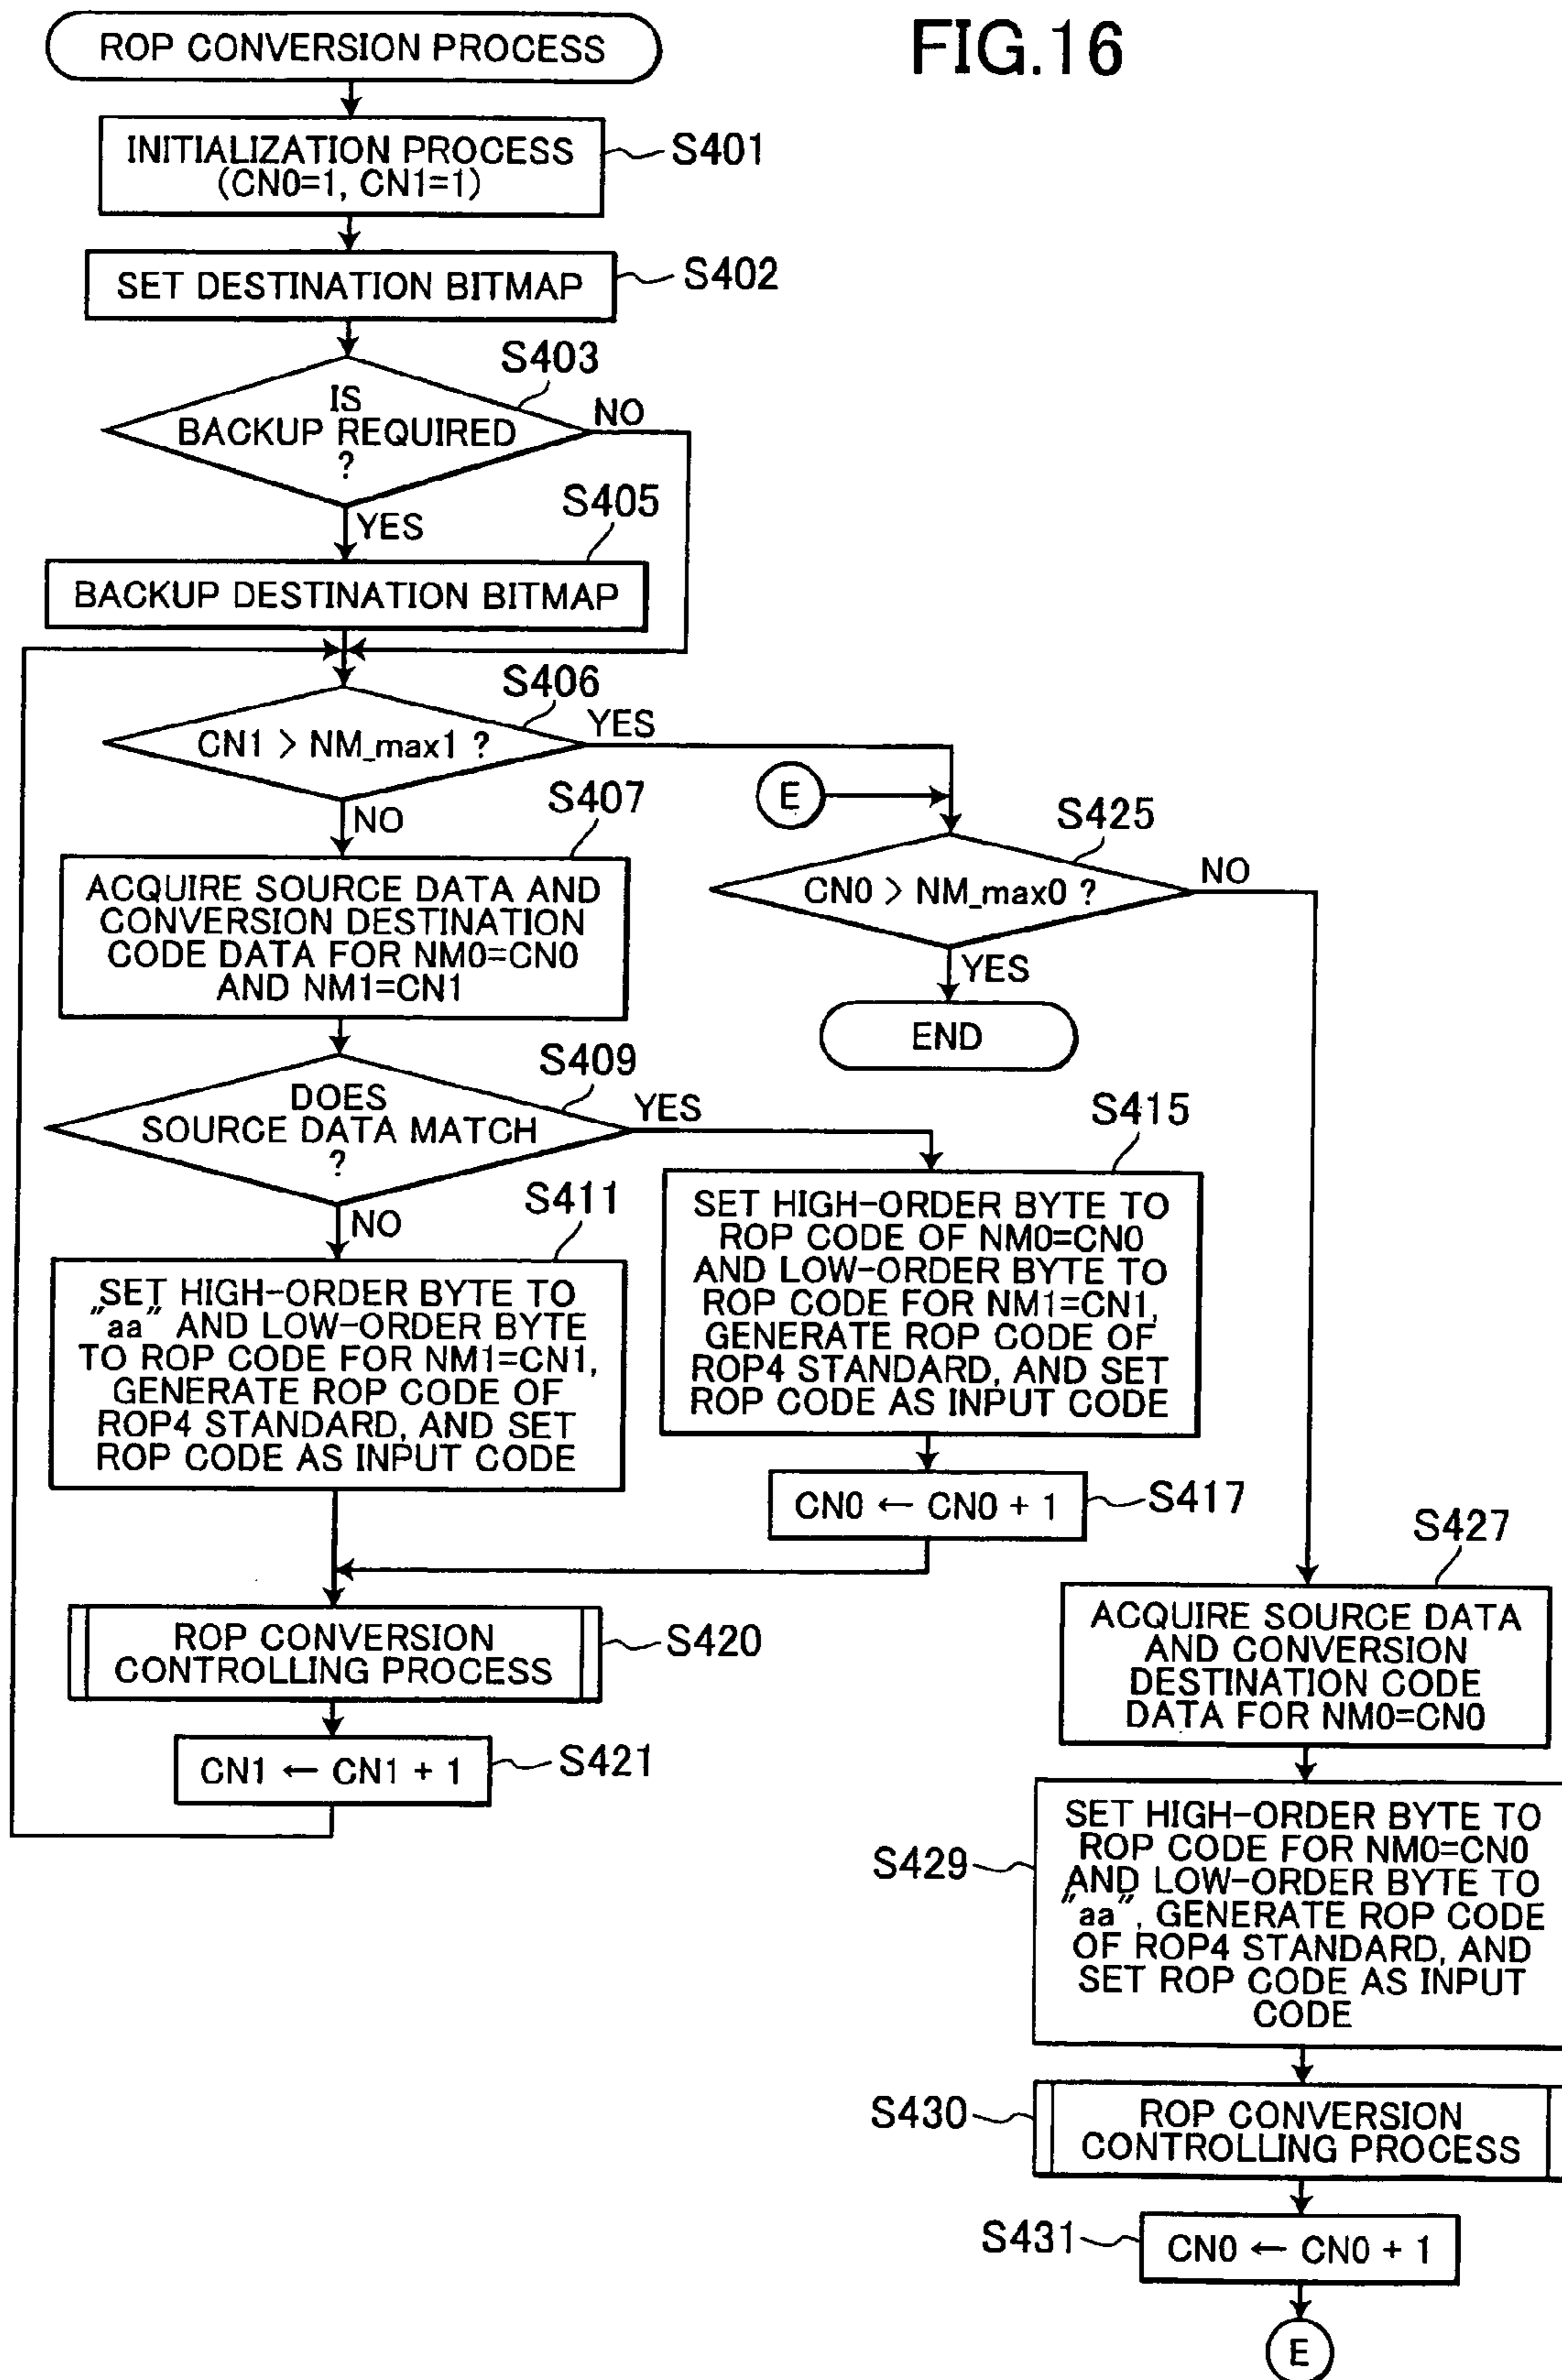 FIG.16
ROP CONVERSION PROCESS
INITIALIZATION PROCESS
(CN0=1, CN1=1)
S401
SET DESTINATION BITMAP
S402
S403
IS
BACKUP REQUIRED
?
NO
YES
S405
BACKUP DESTINATION BITMAP
S406
CN1 > NM_max1 ?
YES
NO
E
S407
ACQUIRE SOURCE DATA AND
CONVERSION DESTINATION
CODE DATA FOR NM0=CN0
AND NM1=CN1
S425
CN0 > NM_max0 ?
NO
YES
END
S409
DOES
SOURCE DATA MATCH
?
YES
NO
S411
"aa" 
SET HIGH-ORDER BYTE TO
"aa" AND LOW-ORDER BYTE
TO ROP CODE FOR NM1=CN1,
GENERATE ROP CODE OF
ROP4 STANDARD, AND SET
ROP CODE AS INPUT CODE
S415
SET HIGH-ORDER BYTE TO
ROP CODE OF NM0=CN0
AND LOW-ORDER BYTE TO
ROP CODE FOR NM1=CN1,
GENERATE ROP CODE OF
ROP4 STANDARD, AND SET
ROP CODE AS INPUT CODE
CN0 ← CN0 + 1
S417
ROP CONVERSION
CONTROLLING PROCESS
S420
CN1 ← CN1 + 1
S421
S427
ACQUIRE SOURCE DATA
AND CONVERSION
DESTINATION CODE
DATA FOR NM0=CN0
S429
SET HIGH-ORDER BYTE TO
ROP CODE FOR NM0=CN0
AND LOW-ORDER BYTE TO
"aa", GENERATE ROP CODE
OF ROP4 STANDARD, AND
SET ROP CODE AS INPUT
CODE
S430
ROP CONVERSION
CONTROLLING PROCESS
S431
CN0 ← CN0 + 1
E